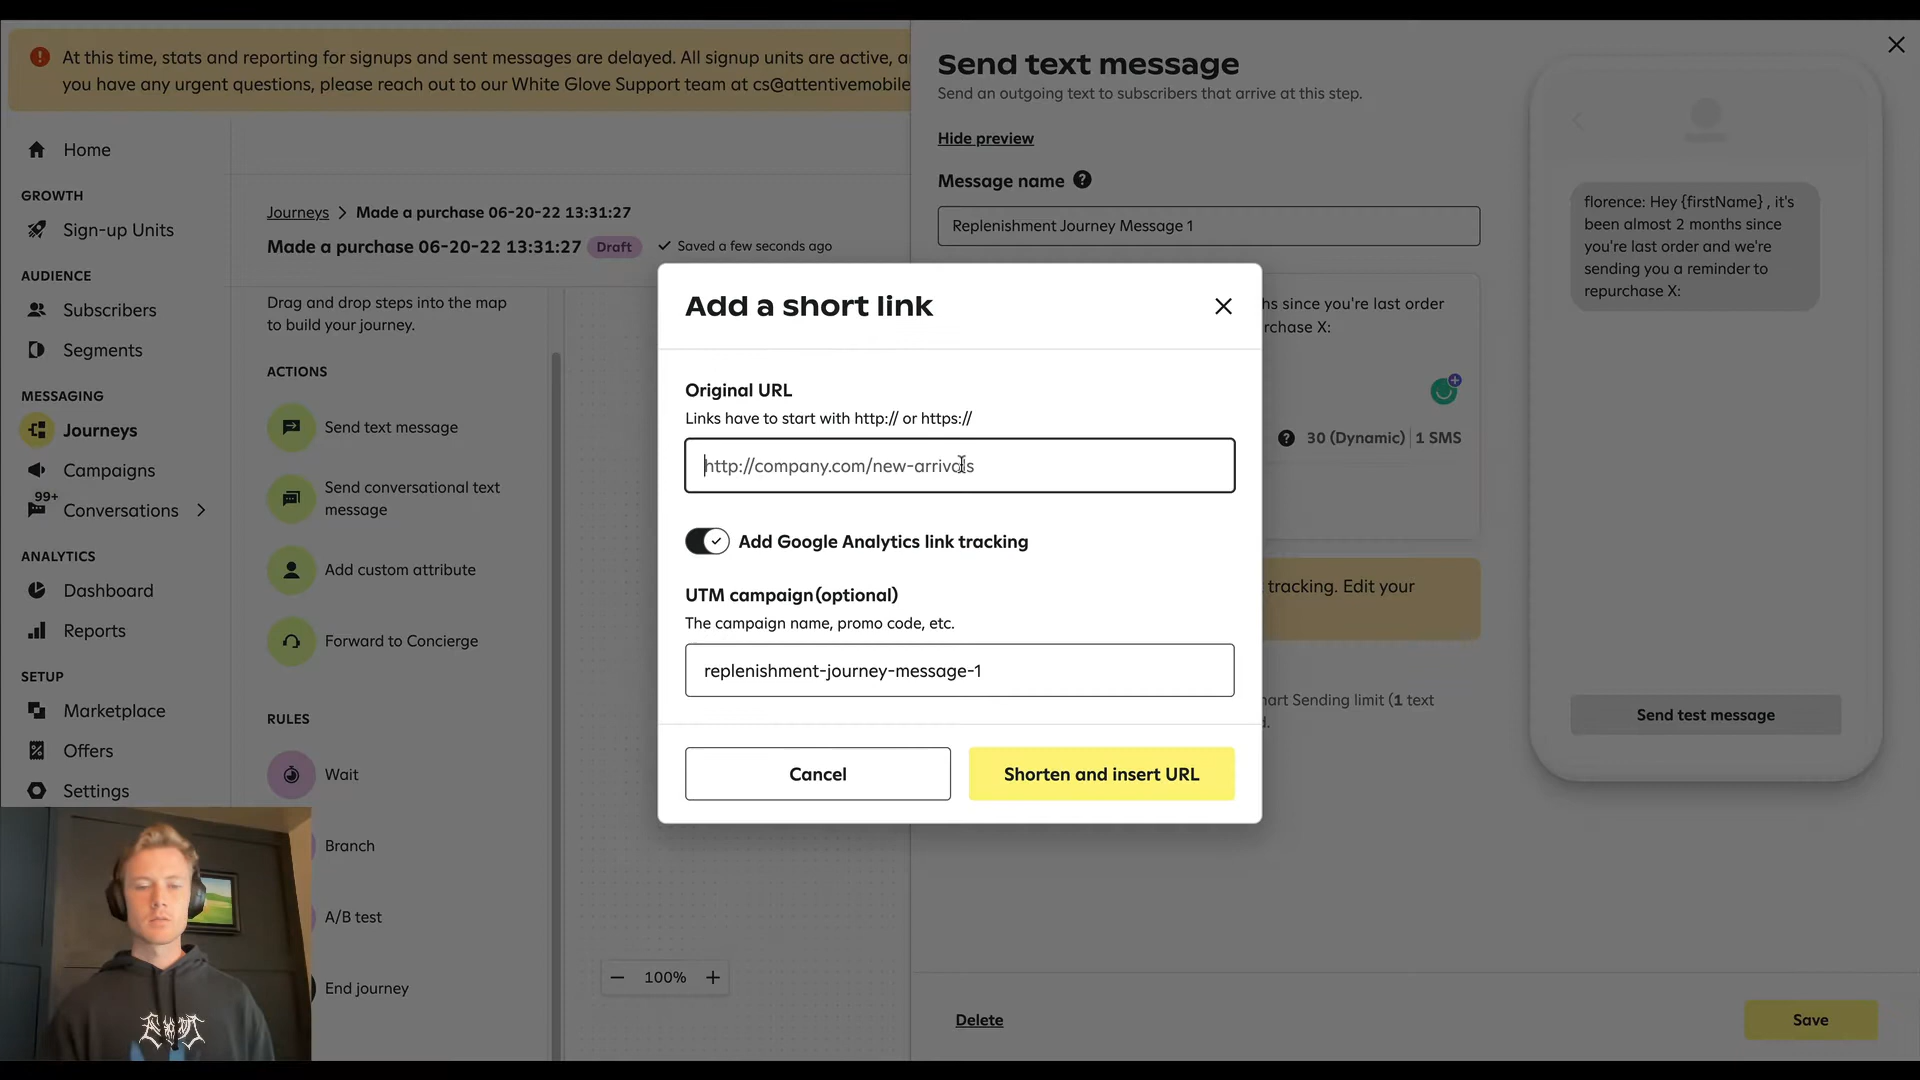 At this time, stats and reporting for signups and sent messages are delayed. All signup units are active, a
you have any urgent questions, please reach out to our White Glove Support team at cs@attentivemobile
Home
GROWTH
Sign-up Units
AUDIENCE
Subscribers
Segments
MESSAGING
Journeys
Campaigns
99+
Conversations
ANALYTICS
Dashboard
Reports
SETUP
Marketplace
Offers
Settings
Journeys > Made a purchase 06-20-22 13:31:27
Made a purchase 06-20-22 13:31:27 Draft Saved a few seconds ago
Drag and drop steps into the map
to build your journey.
ACTIONS
Send text message
Send conversational text
message
Add custom attribute
Forward to Concierge
RULES
Wait
Branch
A/B test
End journey
100%
Send text message
Send an outgoing text to subscribers that arrive at this step.
Hide preview
Message name
Replenishment Journey Message 1
hs since you're last order
rchase X:
30 (Dynamic) | 1 SMS
tracking. Edit your
art Sending limit (1 text
Delete
Save
florence: Hey {firstName} , it's
been almost 2 months since
you're last order and we're
sending you a reminder to
repurchase X:
Send test message
Add a short link
Original URL
Links have to start with http:// or https://
http://company.com/new-arrivals
Add Google Analytics link tracking
UTM campaign (optional)
The campaign name, promo code, etc.
replenishment-journey-message-1
Cancel
Shorten and insert URL